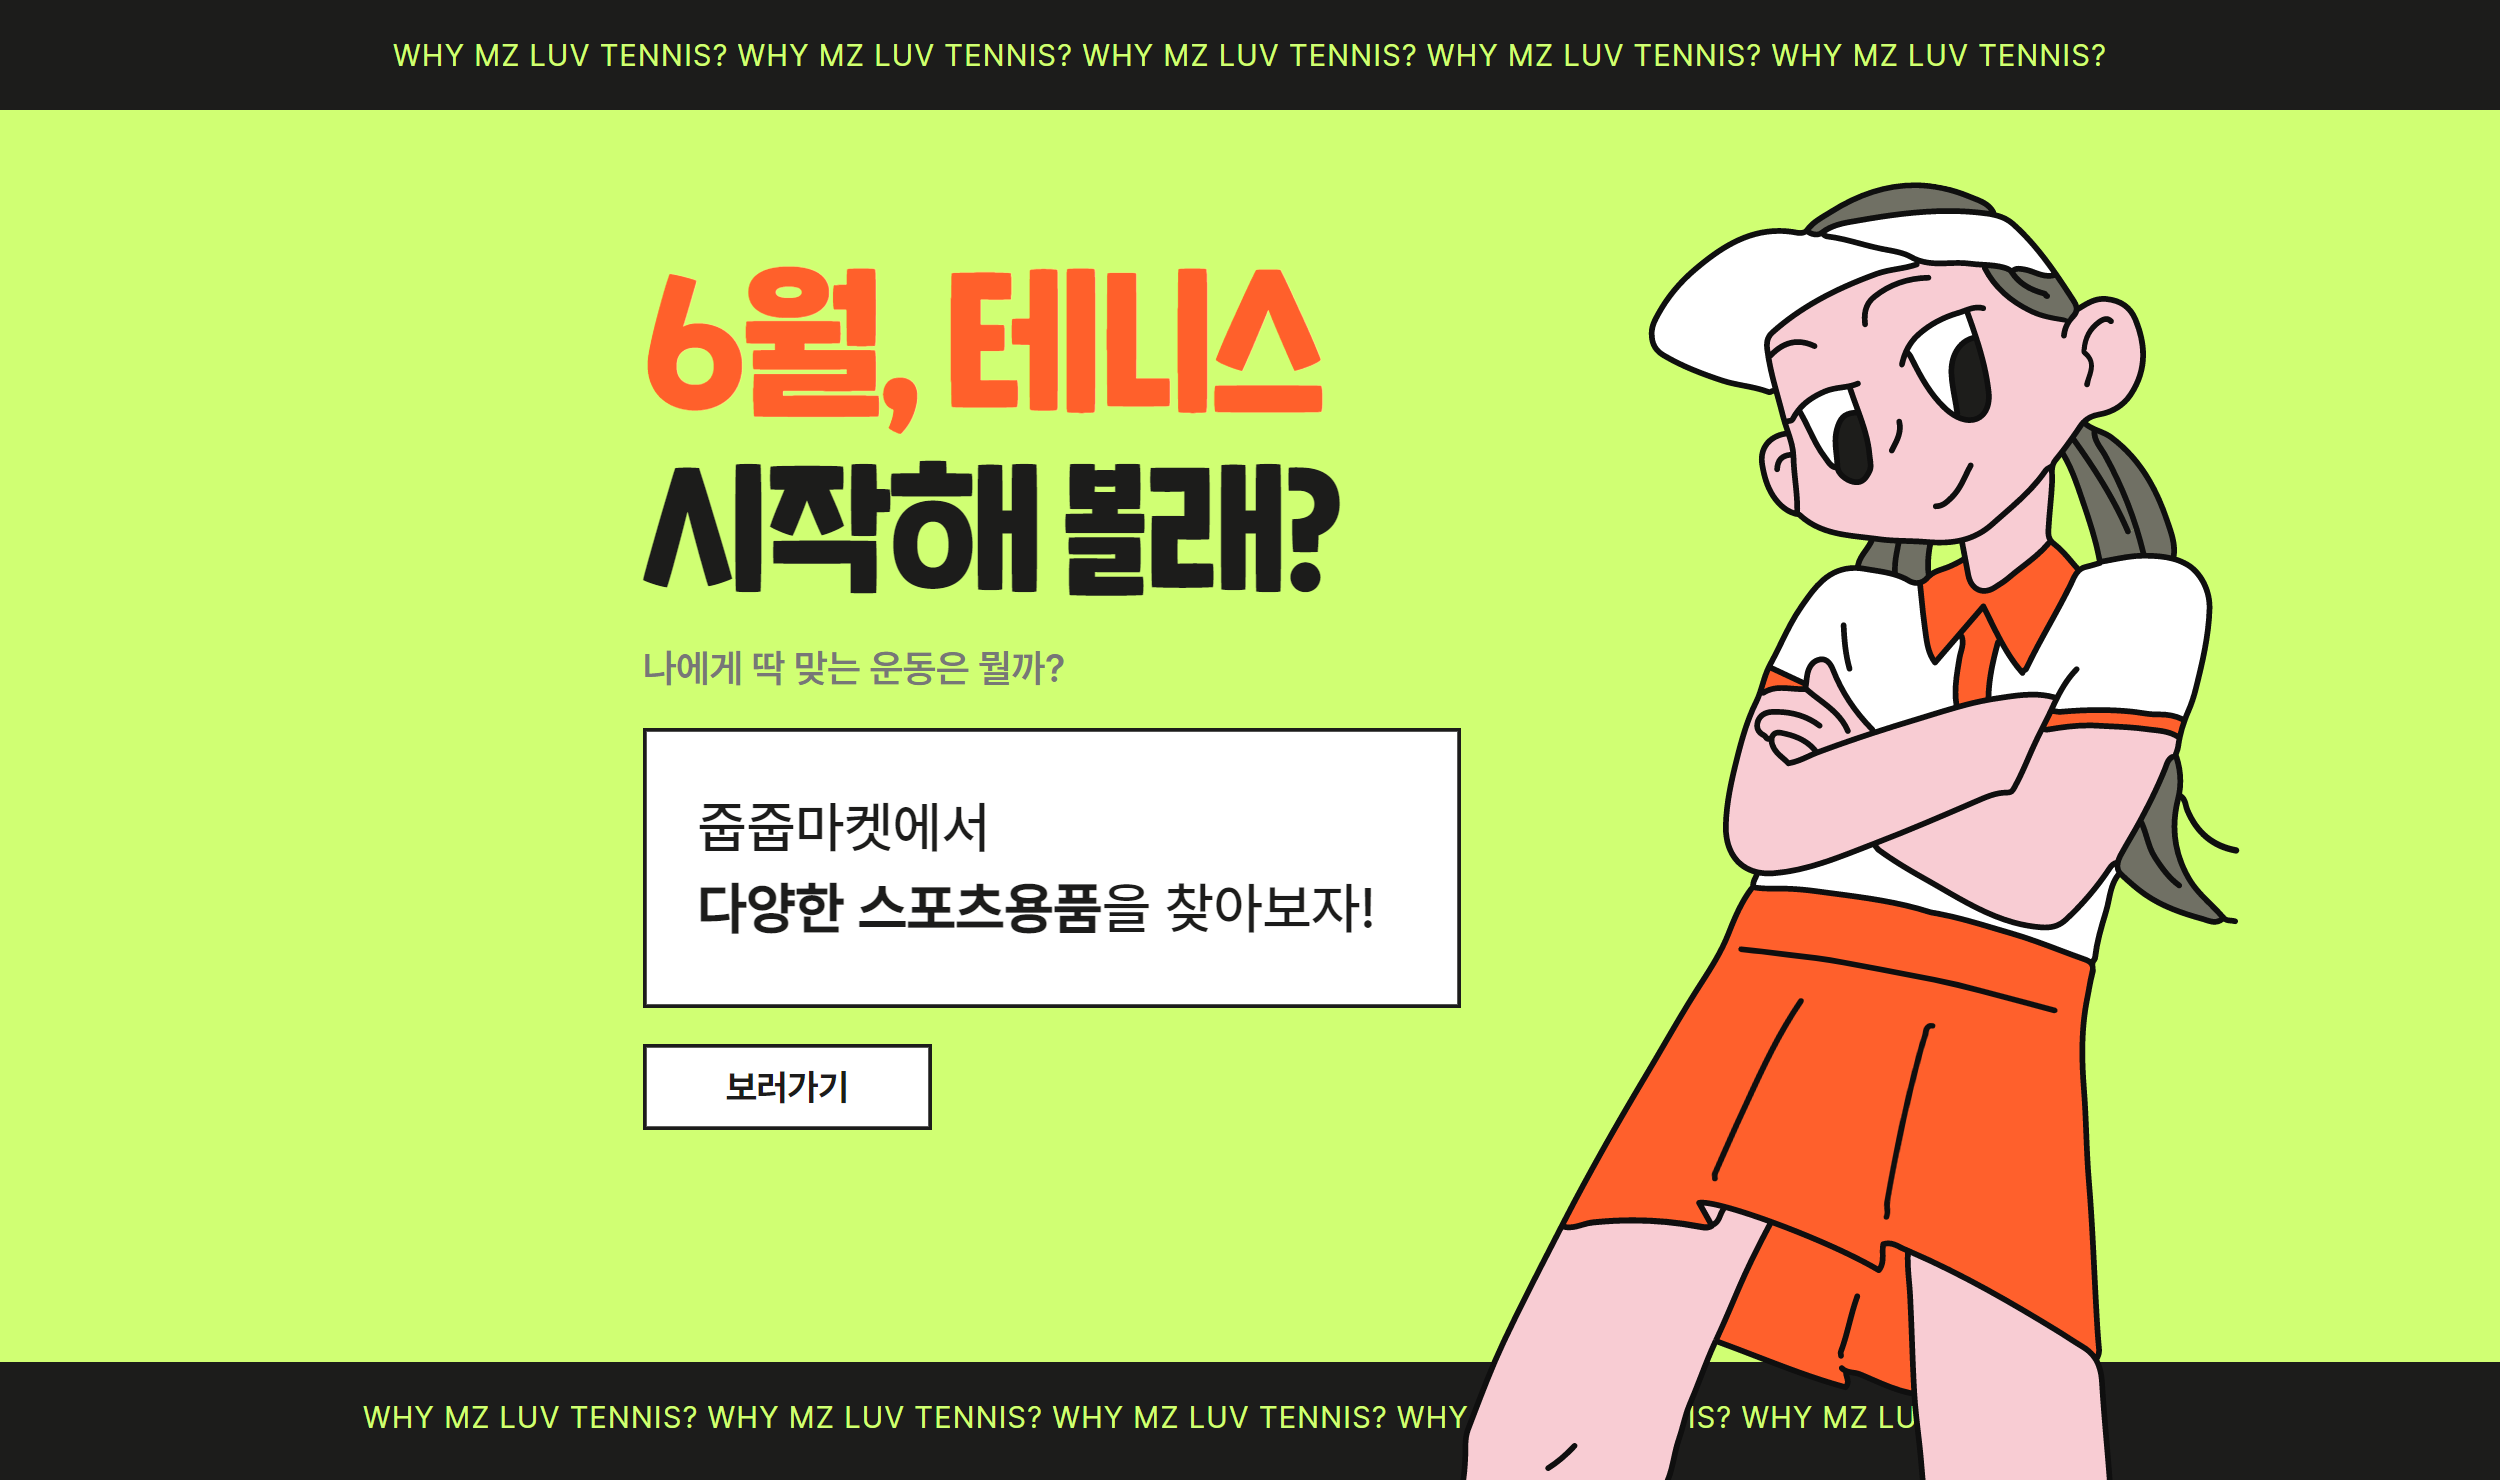 WHY MZ LUV TENNIS? WHY MZ LUV TENNIS? WHY MZ LUV TENNIS? WHY MZ LUV TENNIS? WHY MZ LUV TENNIS?
6월, 테니스
시작해 볼래?
나에게 딱 맞는 운동은 뭘까?
줍줍마켓에서
다양한 스포츠용품을 찾아보자!
보러가기
WHY MZ LUV TENNIS? WHY MZ LUV TENNIS? WHY MZ LUV TENNIS? WHY IS? WHY MZ LU